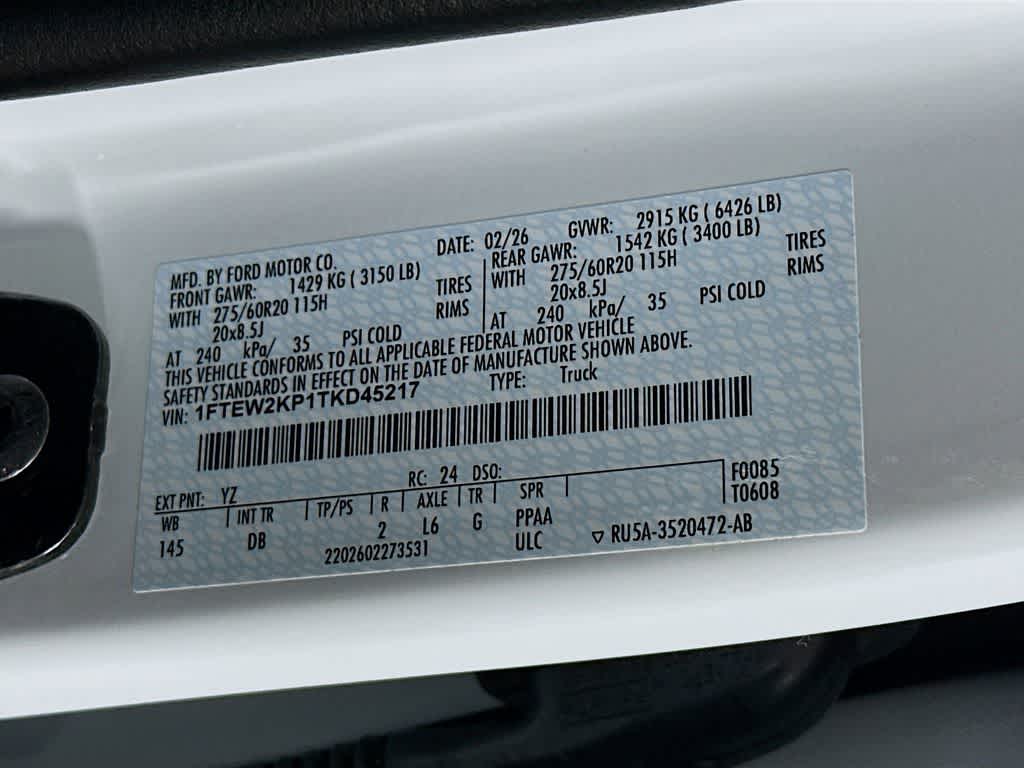 MFD. BY FORD MOTOR CO. DATE: 02/26 GVWR: 2915 KG ( 6426 LB)
FRONT GAWR: 1429 KG ( 3150 LB) REAR GAWR: 1542 KG ( 3400 LB)
WITH 275/60R20 115H TIRES WITH 275/60R20 115H TIRES
20x8.5J RIMS 20x8.5J RIMS
AT 240 kPa/ 35 PSI COLD AT 240 kPa/ 35 PSI COLD
THIS VEHICLE CONFORMS TO ALL APPLICABLE FEDERAL MOTOR VEHICLE
SAFETY STANDARDS IN EFFECT ON THE DATE OF MANUFACTURE SHOWN ABOVE.
VIN: 1FTEW2KP1TKD45217 TYPE: Truck
EXT PNT: YZ RC: 24 DSO: F0085
WB INT TR TP/PS R AXLE TR SPR T0608
145 DB 2 L6 G PPAA
2202602273531 ULC RU5A-3520472-AB